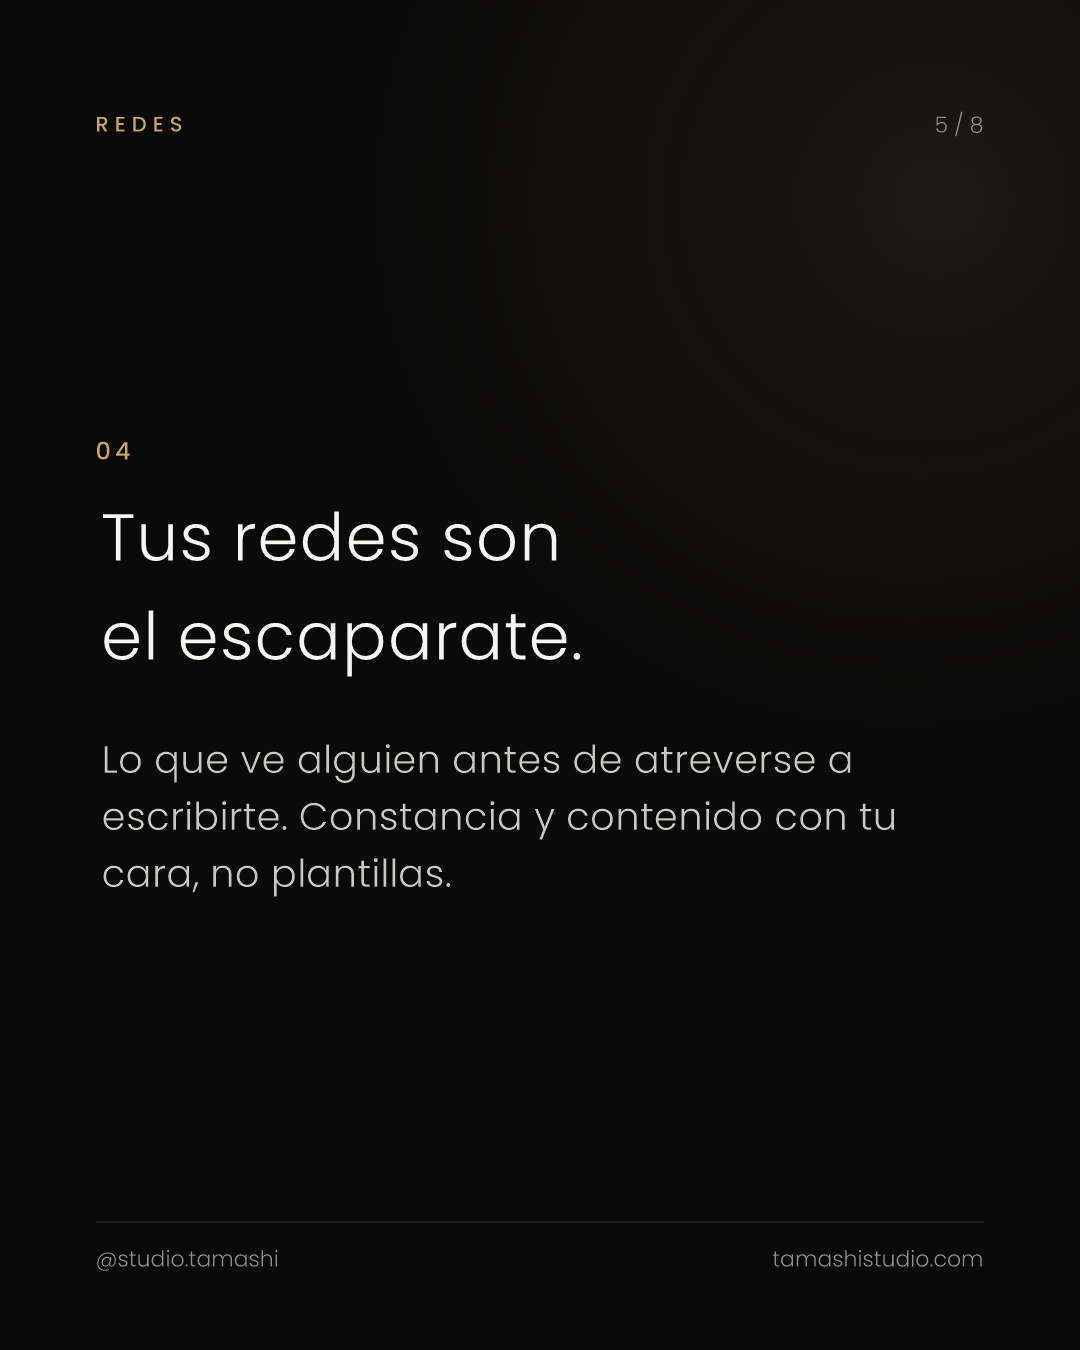 REDES
5 / 8
04
Tus redes son
el escaparate.
Lo que ve alguien antes de atreverse a
escribirte. Constancia y contenido con tu
cara, no plantillas.
@studio.tamashi
tamashistudio.com